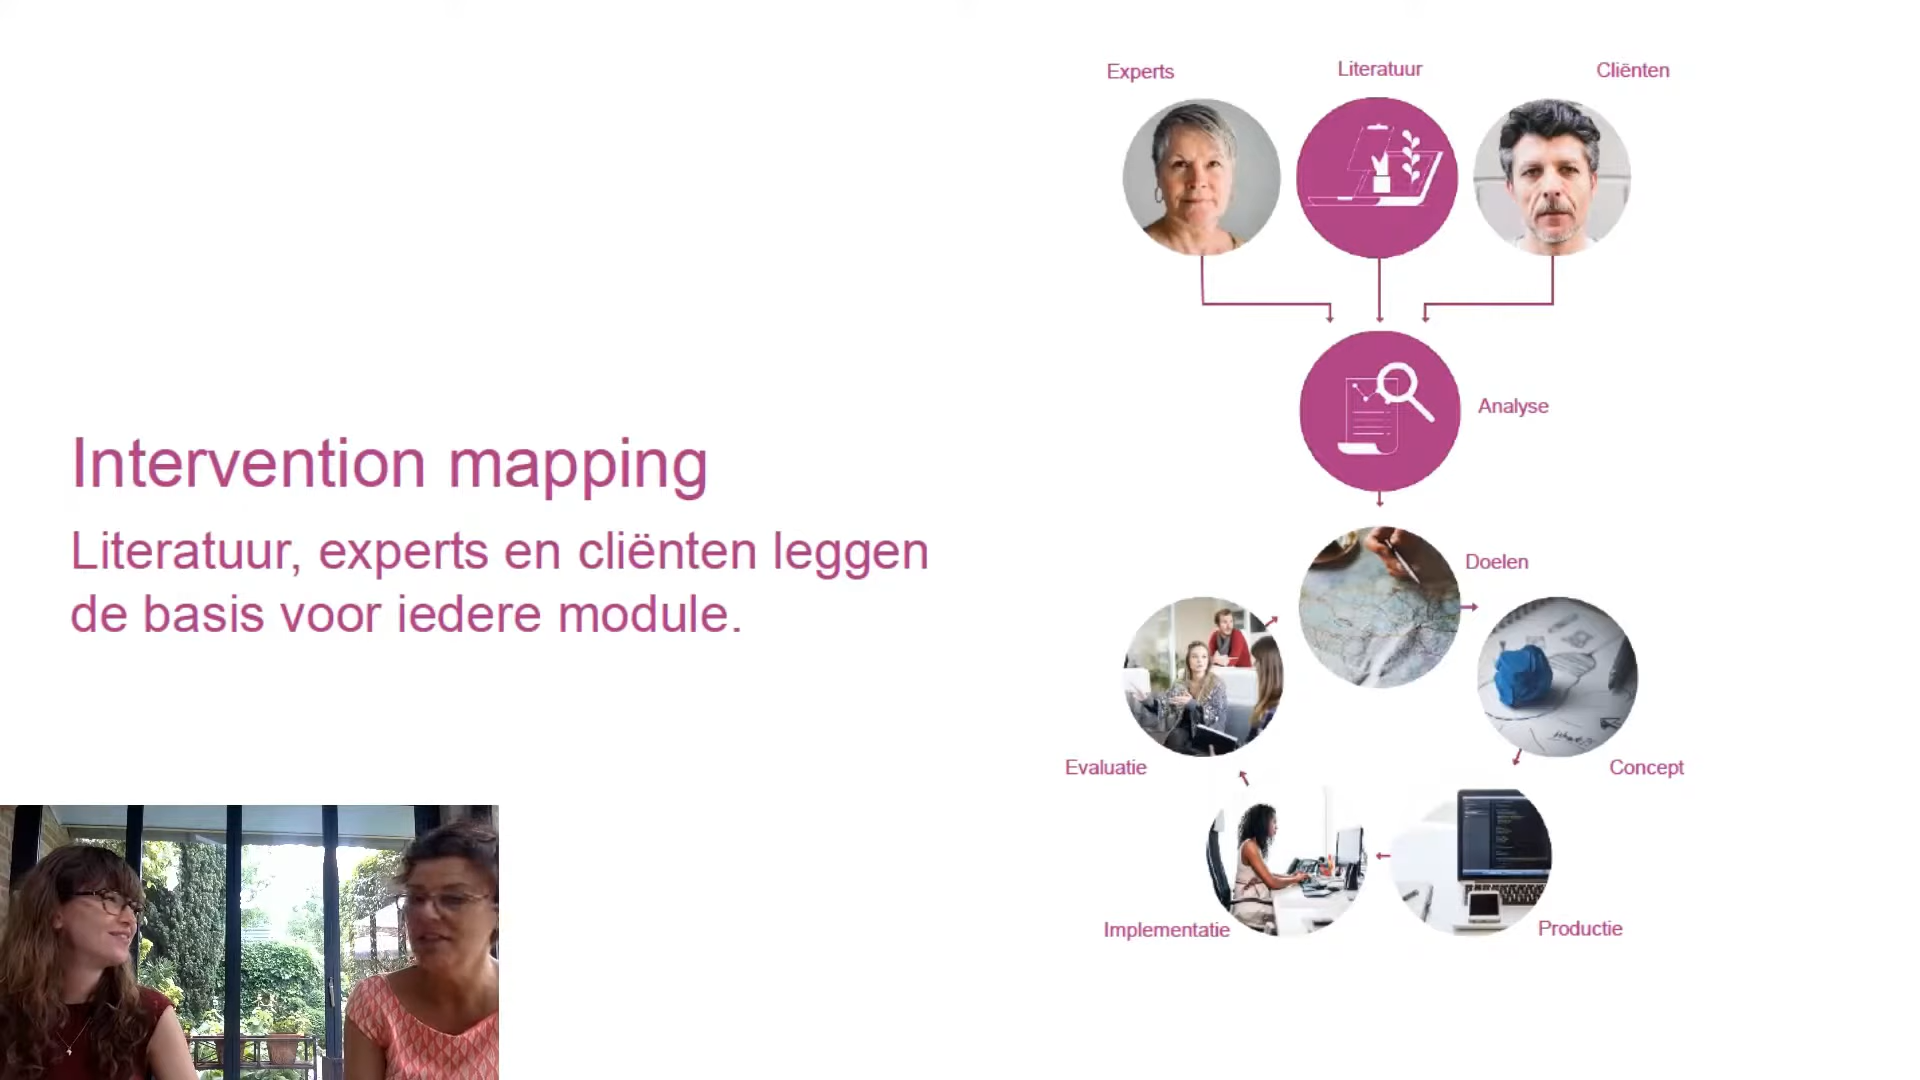 Intervention mapping
Literatuur, experts en cliënten leggen
de basis voor iedere module.
Experts
Literatuur
Cliënten
Analyse
Doelen
Concept
Productie
Implementatie
Evaluatie